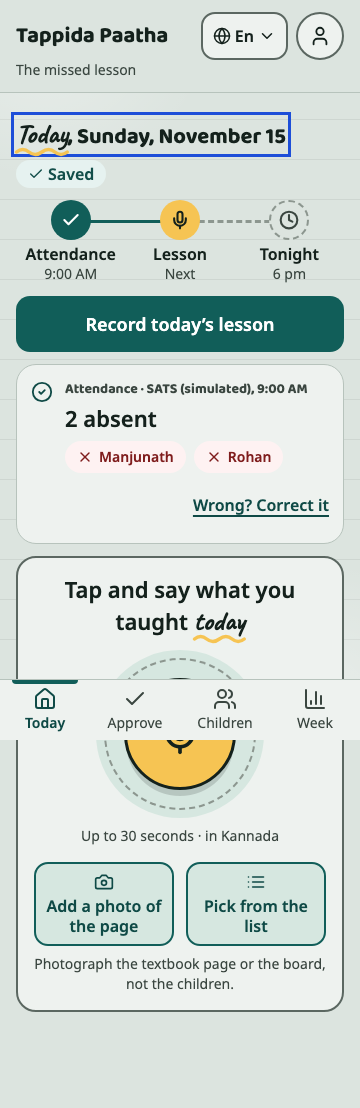 Tappida Paatha
En
The missed lesson
Today, Sunday, November 15
Saved
Attendance
9:00 AM
Lesson
Next
Tonight
6 pm
Record today's lesson
Attendance · SATS (simulated), 9:00 AM
2 absent
Manjunath
Rohan
Wrong? Correct it
Tap and say what you
taught today
Today
Approve
Children
Week
Up to 30 seconds · in Kannada
Add a photo of
the page
Pick from the
list
Photograph the textbook page or the board,
not the children.